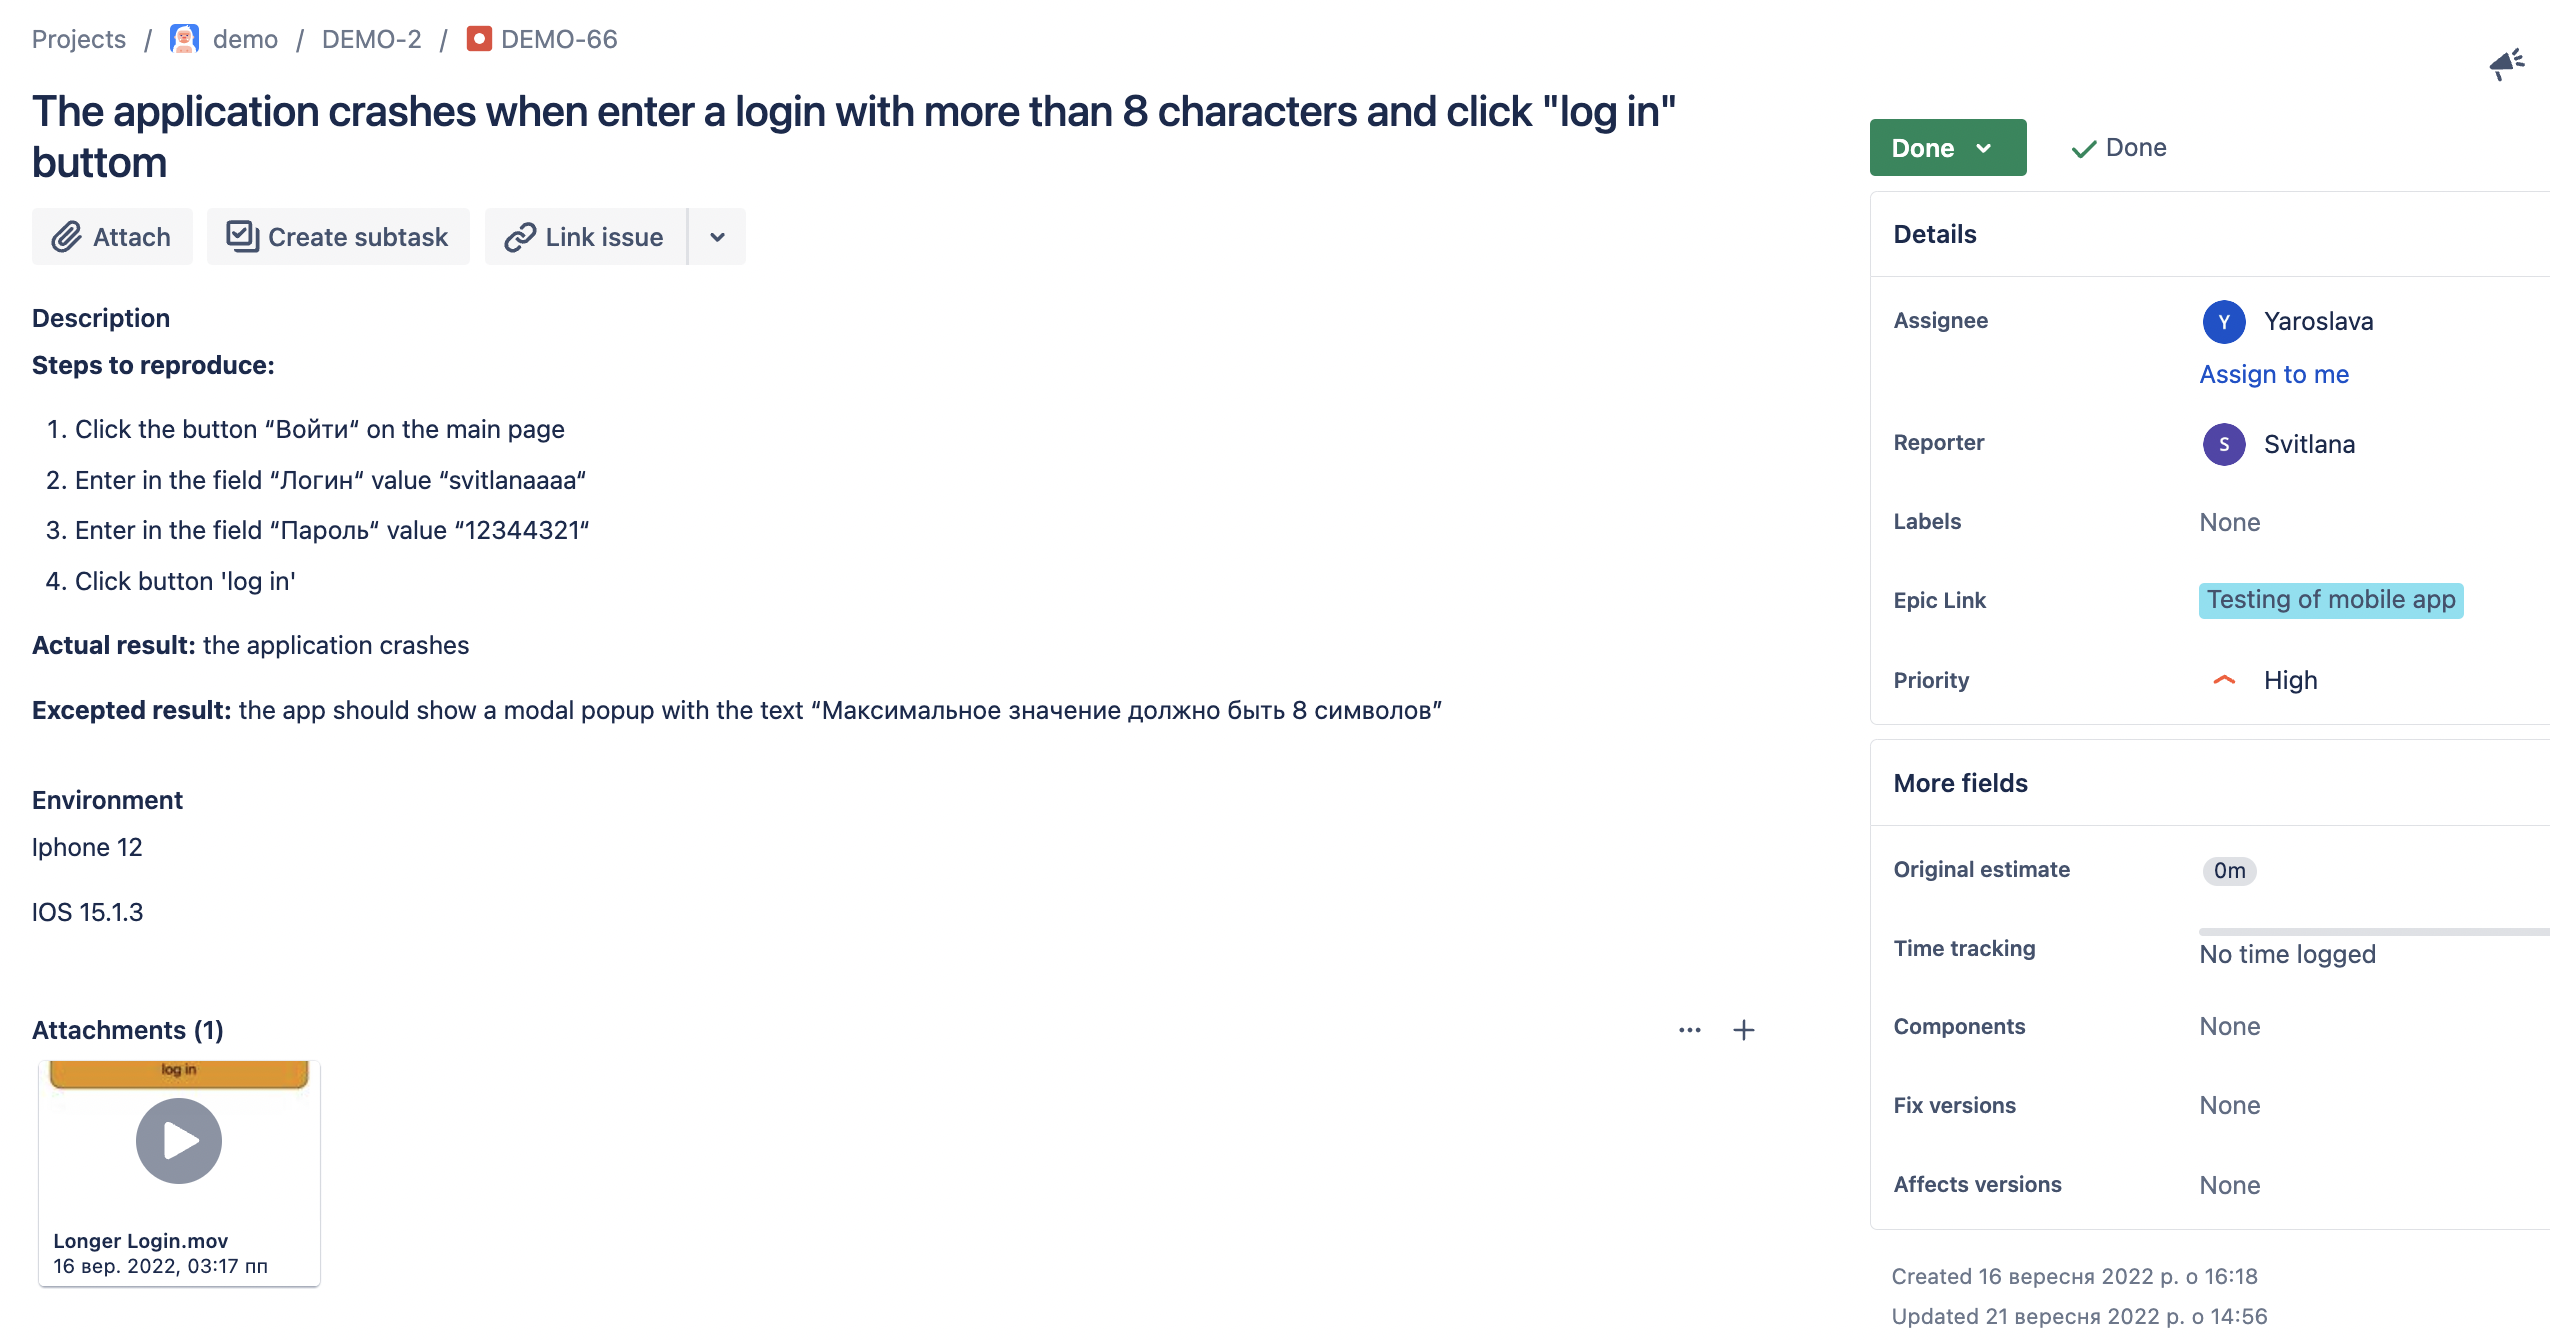 Projects / demo / DEMO-2 / DEMO-66
The application crashes when enter a login with more than 8 characters and click "log in"
buttom
Attach
Create subtask
Link issue
Description
Steps to reproduce:
1. Click the button “Войти“ on the main page
2. Enter in the field “Логин“ value “svitlanaaaa“
3. Enter in the field “Пароль“ value “12344321“
4. Click button 'log in'
Actual result: the application crashes
Excepted result: the app should show a modal popup with the text “Максимальное значение должно быть 8 символов”
Environment
Iphone 12
IOS 15.1.3
Attachments (1)
log in
Longer Login.mov
16 вер. 2022, 03:17 пп
Done
Done
Details
Assignee
Y Yaroslava
Assign to me
Reporter
S Svitlana
Labels
None
Epic Link
Testing of mobile app
Priority
High
More fields
Original estimate
0m
Time tracking
No time logged
Components
None
Fix versions
None
Affects versions
None
Created 16 вересня 2022 р. о 16:18
Updated 21 вересня 2022 р. о 14:56